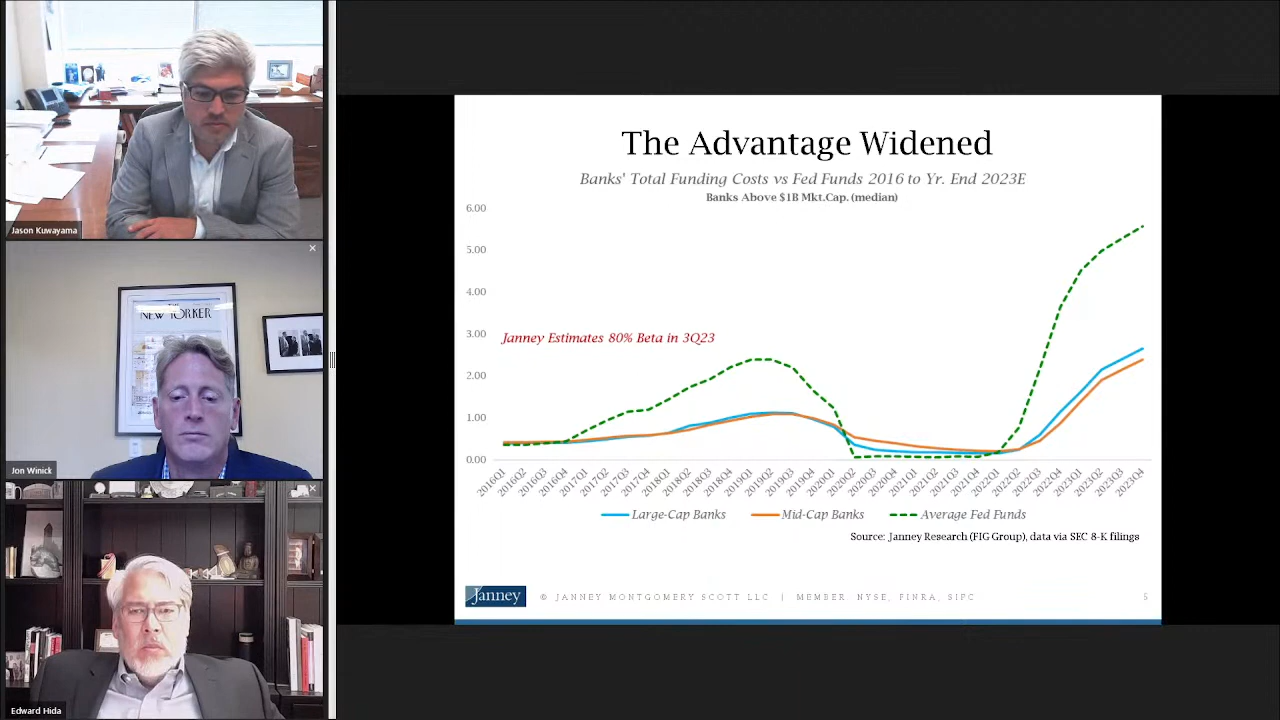 Jason Kuwayama
THE
NEW YORKER
Jon Winick
Edward Hida
The Advantage Widened
Banks' Total Funding Costs vs Fed Funds 2016 to Yr. End 2023E
Banks Above $1B Mkt.Cap. (median)
6.00
5.00
4.00
3.00
2.00
1.00
0.00
Janney Estimates 80% Beta in 3Q23
2016Q1 2016Q2 2016Q3 2016Q4 2017Q1 2017Q2 2017Q3 2017Q4 2018Q1 2018Q2 2018Q3 2018Q4 2019Q1 2019Q2 2019Q3 2019Q4 2020Q1 2020Q2 2020Q3 2020Q4 2021Q1 2021Q2 2021Q3 2021Q4 2022Q1 2022Q2 2022Q3 2022Q4 2023Q1 2023Q2 2023Q3 2023Q4
Large-Cap Banks Mid-Cap Banks Average Fed Funds
Source: Janney Research (FIG Group), data via SEC 8-K filings
Janney © JANNEY MONTGOMERY SCOTT LLC | MEMBER NYSE, FINRA, SIPC 5